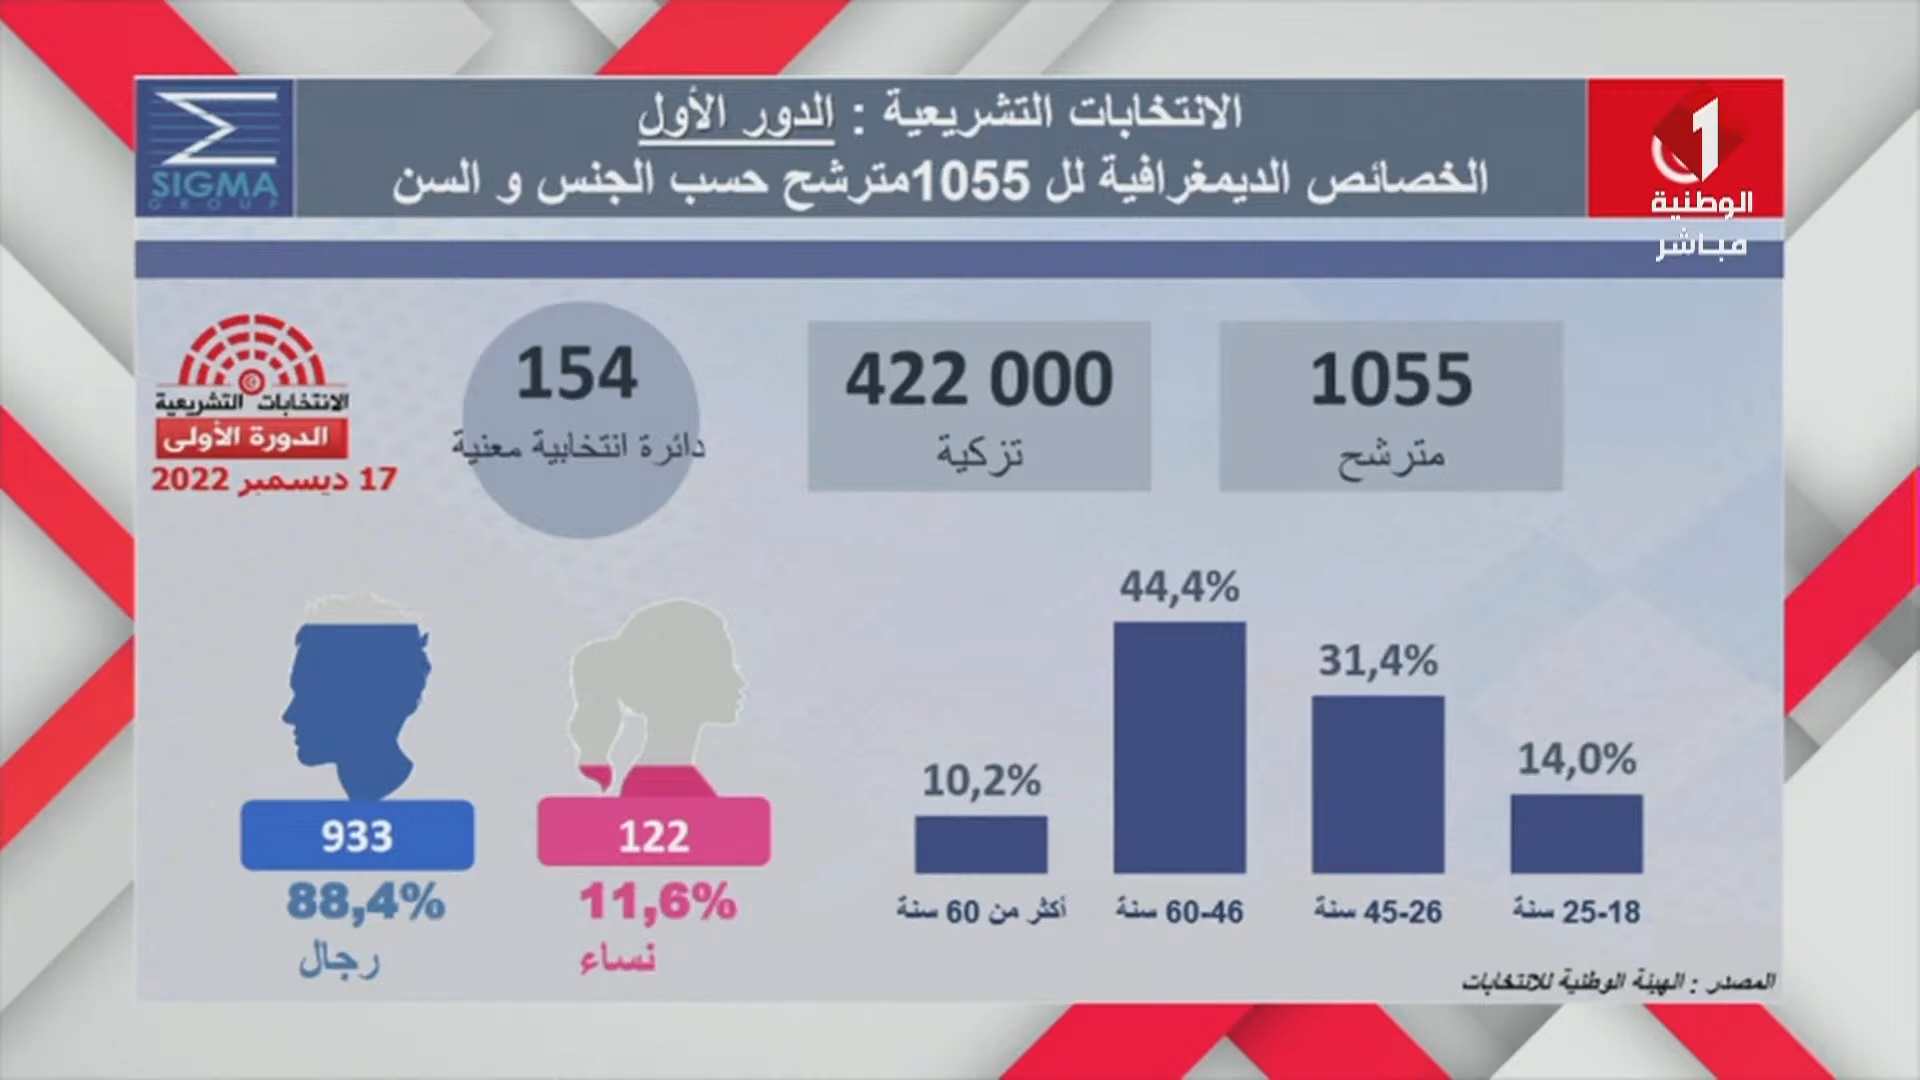 الانتخابات التشريعية : الدور الأول
الخصائص الديمغرافية لل 1055مترشح حسب الجنس و السن
SIGMA
GROUP
1
الوطنية
مباشر
1055
مترشح
422 000
تزكية
154
دائرة انتخابية معنية
الانتخابات التشريعية
الدورة الأولى
17 ديسمبر 2022
14,0%
31,4%
44,4%
10,2%
25-18 سنة
45-26 سنة
60-46 سنة
أكثر من 60 سنة
122
11,6%
نساء
933
88,4%
رجال
المصدر : الهيئة الوطنية للانتخابات